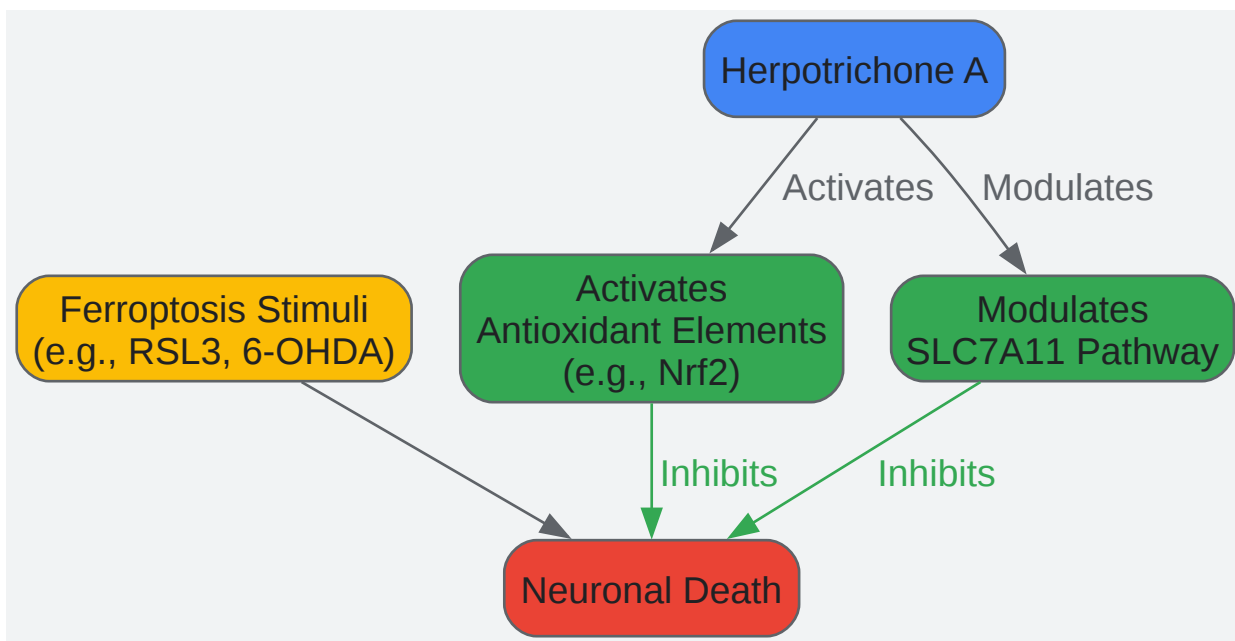 Herpotrichone A
Activates
Modulates
Ferroptosis Stimuli
(e.g., RSL3, 6-OHDA)
Activates
Antioxidant Elements
(e.g., Nrf2)
Modulates
SLC7A11 Pathway
Inhibits
Inhibits
Neuronal Death